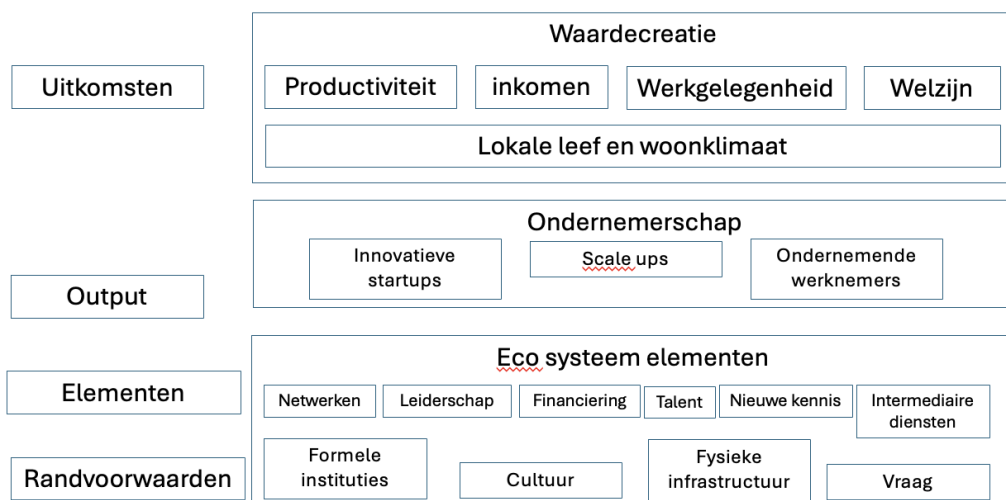 Waardecreatie
Uitkomsten
Productiviteit
inkomen
Werkgelegenheid
Welzijn
Lokale leef en woonklimaat
Ondernemerschap
Output
Innovatieve
startups
Scale ups
Ondernemende
werknemers
Eco systeem elementen
Elementen
Netwerken
Leiderschap
Financiering
Talent
Nieuwe kennis
Intermediaire
diensten
Randvoorwaarden
Formele
instituties
Cultuur
Fysieke
infrastructuur
Vraag